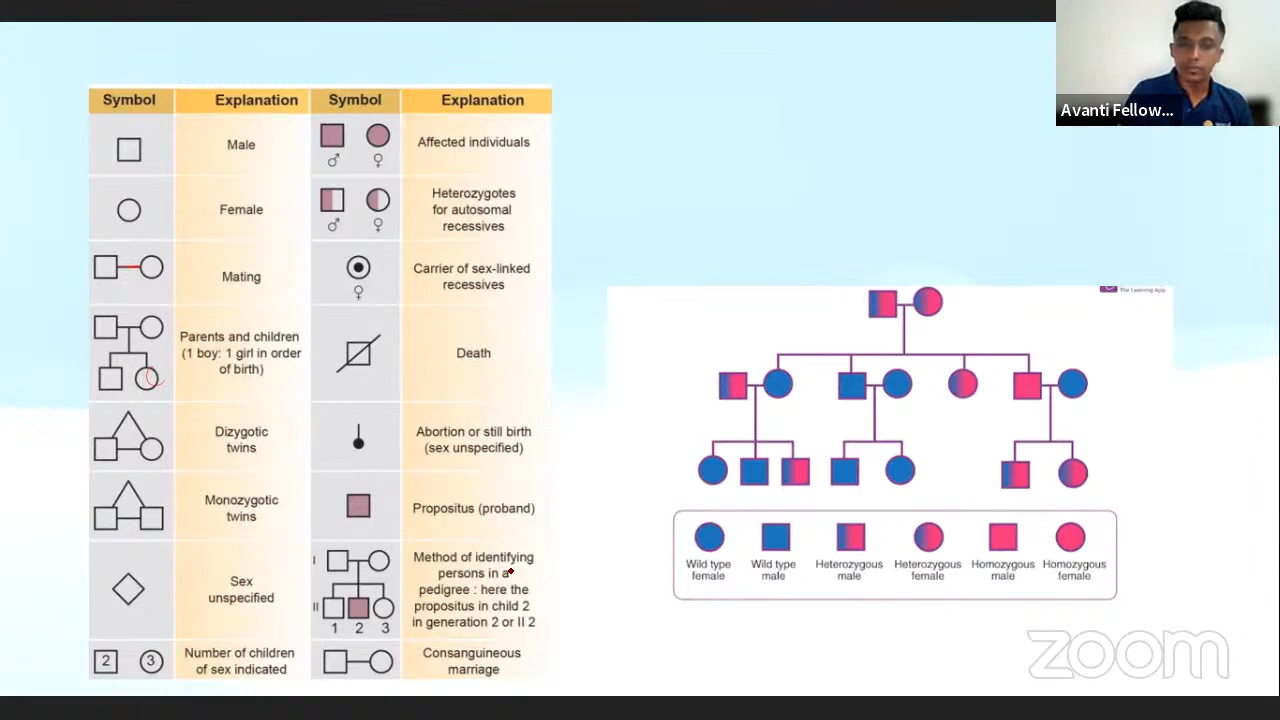 Symbol Explanation Symbol Explanation
Male
Affected individuals
♂ ♀
Female
Heterozygotes
for autosomal
recessives
♂ ♀
Mating
Carrier of sex-linked
recessives
♀
Parents and children
(1 boy: 1 girl in order
of birth)
Death
Dizygotic
twins
Abortion or still birth
(sex unspecified)
Monozygotic
twins
Propositus (proband)
Sex
unspecified
I
II
1 2 3
Method of identifying
persons in a
pedigree : here the
propositus in child 2
in generation 2 or II 2
2 3
Number of children
of sex indicated
Consanguineous
marriage
Avanti Fellow...
The Learning App
Wild type
female
Wild type
male
Heterozygous
male
Heterozygous
female
Homozygous
male
Homozygous
female
zoom